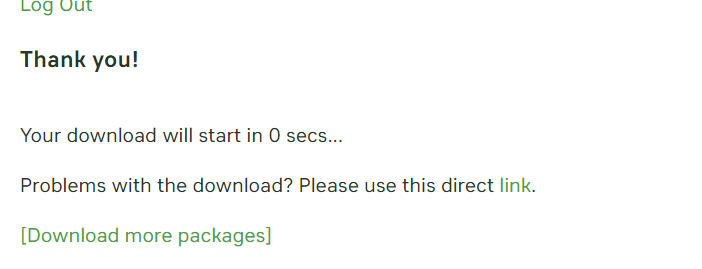 Log Out
Thank you!
Your download will start in 0 secs...
Problems with the download? Please use this direct link.
[Download more packages]